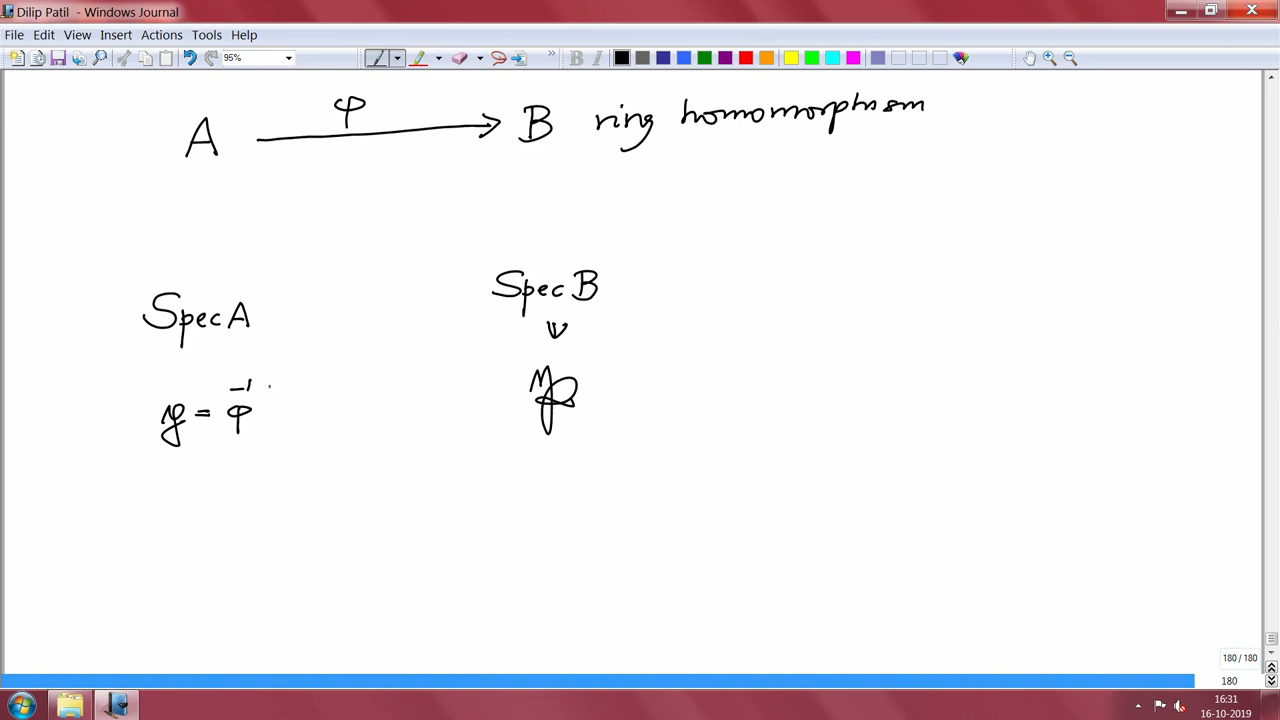 Dilip Patil - Windows Journal
File Edit View Insert Actions Tools Help
95%
φ
A → B ring homomorphism
Spec B
Spec A
𝔭 = φ⁻¹
180 / 180
180
16:31
16-10-2019